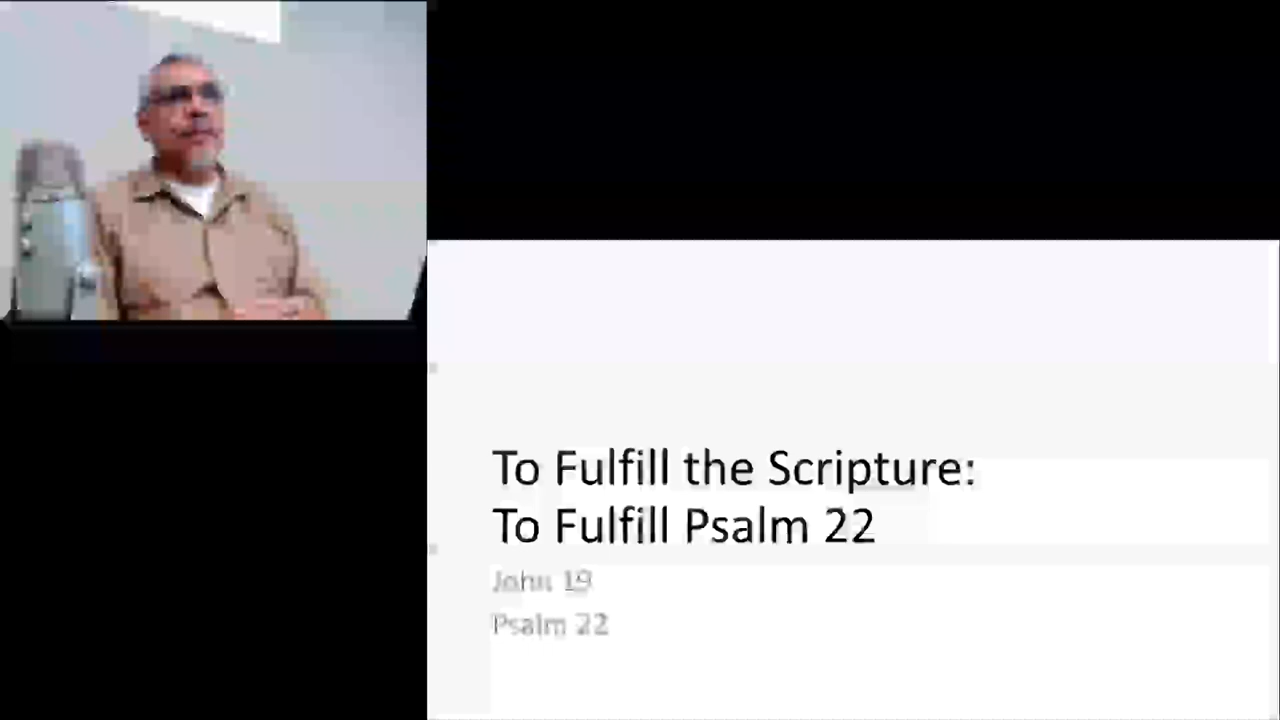 To Fulfill the Scripture:
To Fulfill Psalm 22
John 19
Psalm 22